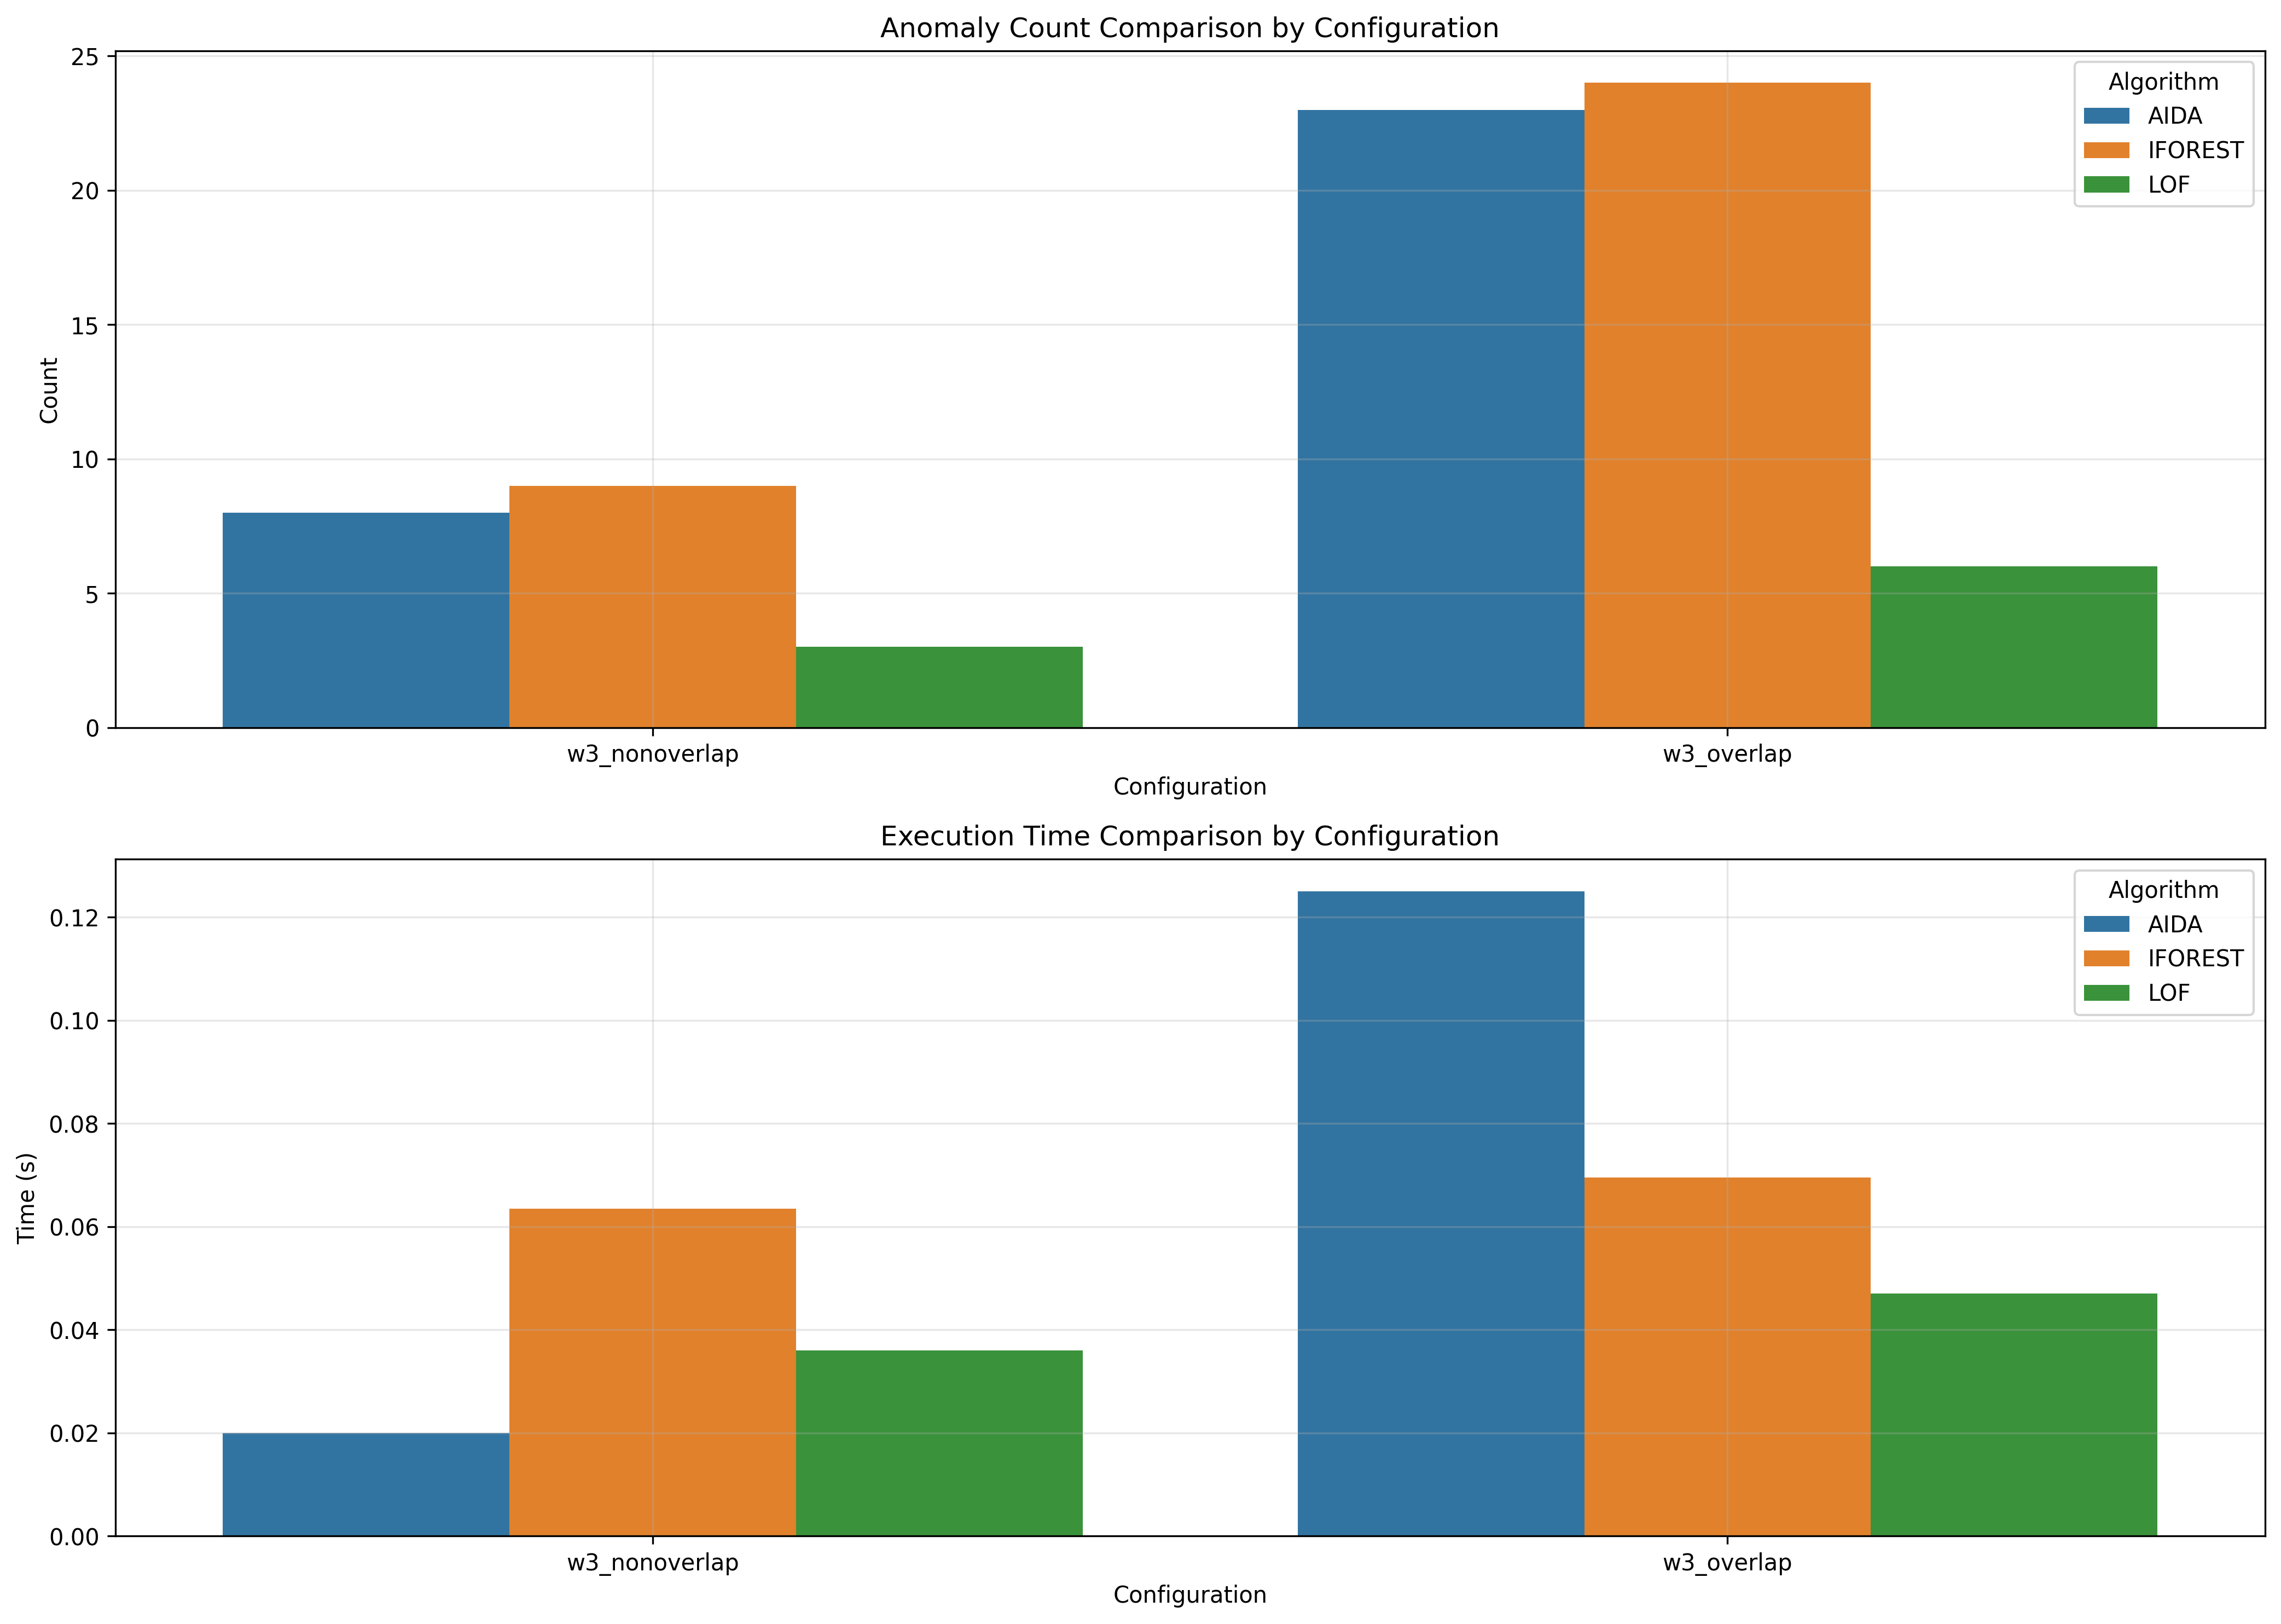 Anomaly Count Comparison by Configuration
25
20
15
10
5
0
Count
Algorithm
AIDA
IFOREST
LOF
w3_nonoverlap
w3_overlap
Configuration
Execution Time Comparison by Configuration
0.12
0.10
0.08
0.06
0.04
0.02
0.00
Time (s)
Algorithm
AIDA
IFOREST
LOF
w3_nonoverlap
w3_overlap
Configuration